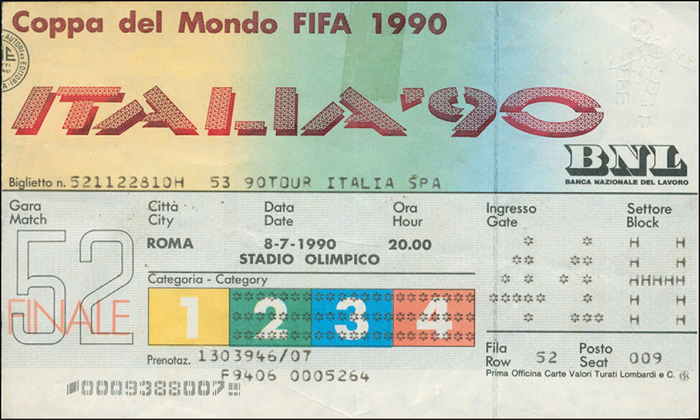 Coppa del Mondo FIFA 1990
ITALIA'90
BNL
BANCA NAZIONALE DEL LAVORO
Biglietto n. 521122810H 53 90TOUR ITALIA SPA
Gara Città Data Ora Ingresso Settore
Match City Date Hour Gate Block
ROMA 8-7-1990 20.00
STADIO OLIMPICO
52
FINALE
Categoria - Category
1 2 3 4
Prenotaz. 1303946/07
F9406 0005264
Fila Posto
Row 52 Seat 009
Prima Officina Carte Valori Turati Lombardi e C.
0009388007